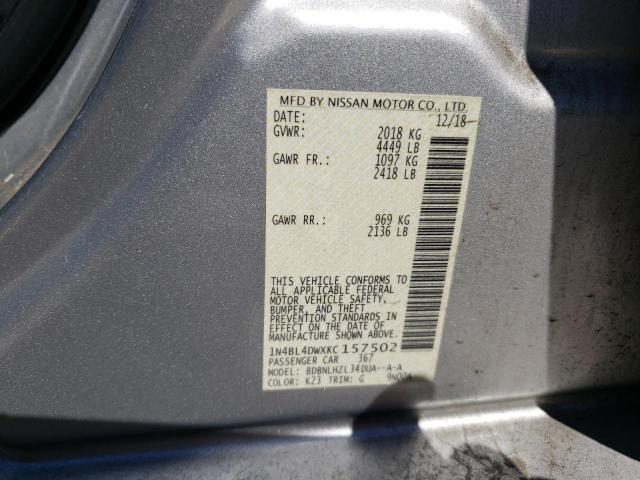 MFD BY NISSAN MOTOR CO., LTD.
DATE: 12/18
GVWR: 2018 KG
4449 LB
GAWR FR.: 1097 KG
2418 LB
GAWR RR.: 969 KG
2136 LB
THIS VEHICLE CONFORMS TO
ALL APPLICABLE FEDERAL
MOTOR VEHICLE SAFETY,
BUMPER, AND THEFT
PREVENTION STANDARDS IN
EFFECT ON THE DATE OF
MANUFACTURE SHOWN ABOVE.
1N4BL4DWXKC157502
PASSENGER CAR 367
MODEL: BDBNLHZL34DUA--A-A
COLOR: K23 TRIM: G 9N00A